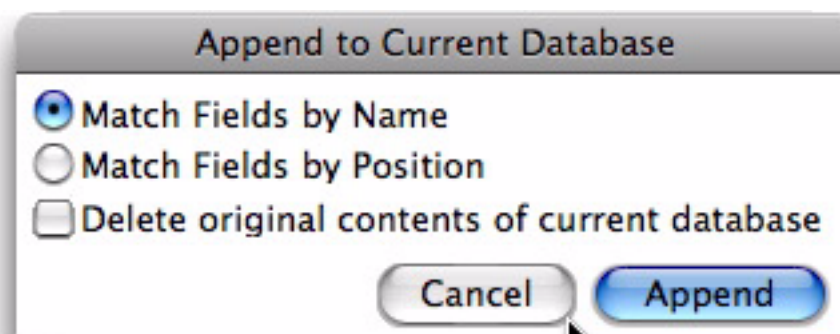 Append to Current Database
Match Fields by Name
Match Fields by Position
Delete original contents of current database
Cancel Append